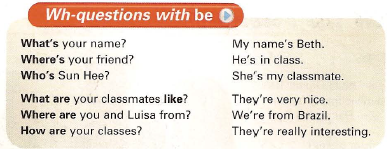 Wh-questions with be
What's your name? My name's Beth.
Where's your friend? He's in class.
Who's Sun Hee? She's my classmate.
What are your classmates like? They're very nice.
Where are you and Luisa from? We're from Brazil.
How are your classes? They're really interesting.